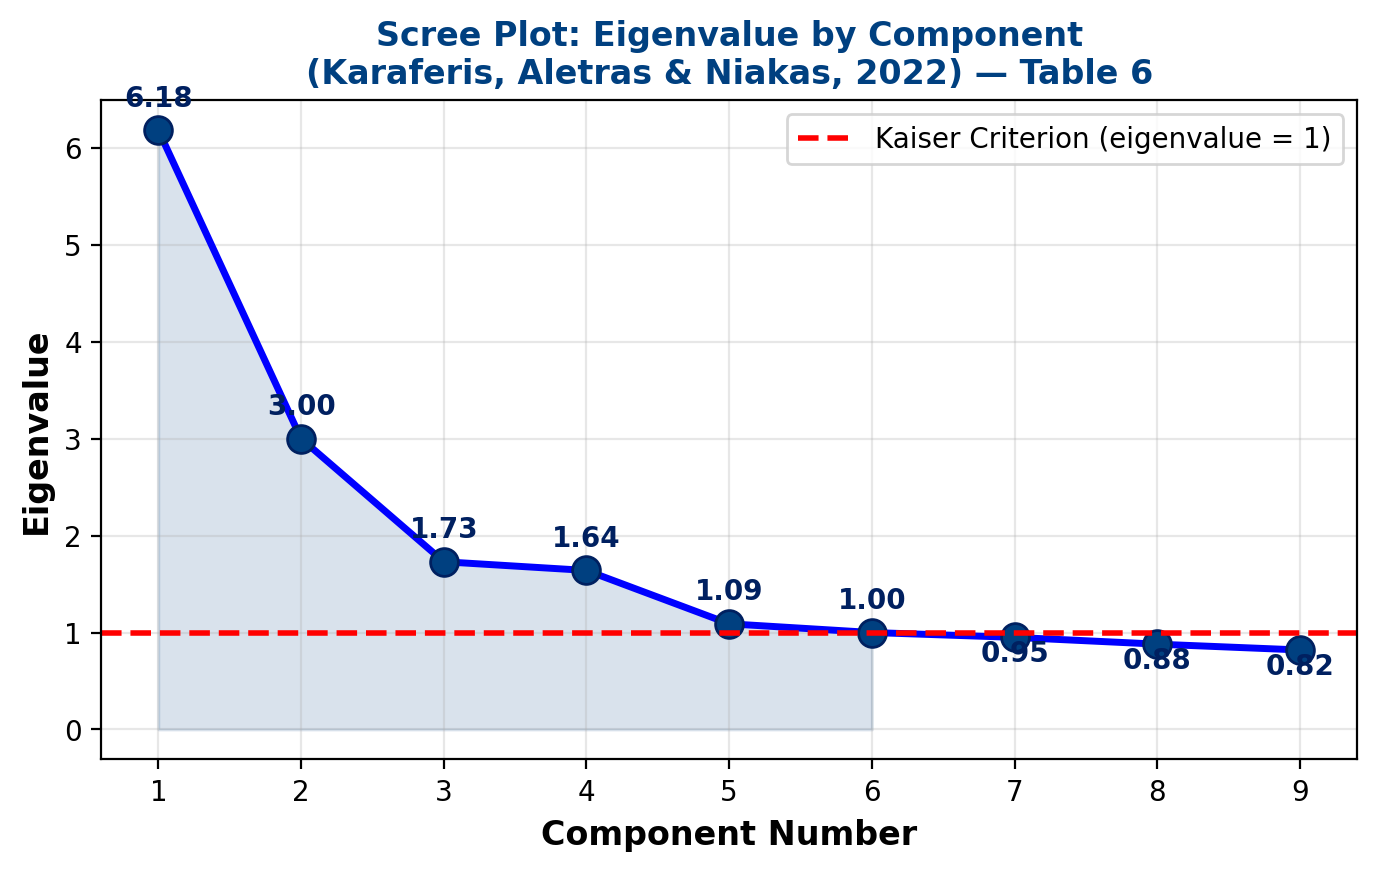 Scree Plot: Eigenvalue by Component
(Karaferis, Aletras & Niakas, 2022) — Table 6
Kaiser Criterion (eigenvalue = 1)
6.18
3.00
1.73
1.64
1.09
1.00
0.95
0.88
0.82
Eigenvalue
6
5
4
3
2
1
0
1 2 3 4 5 6 7 8 9
Component Number